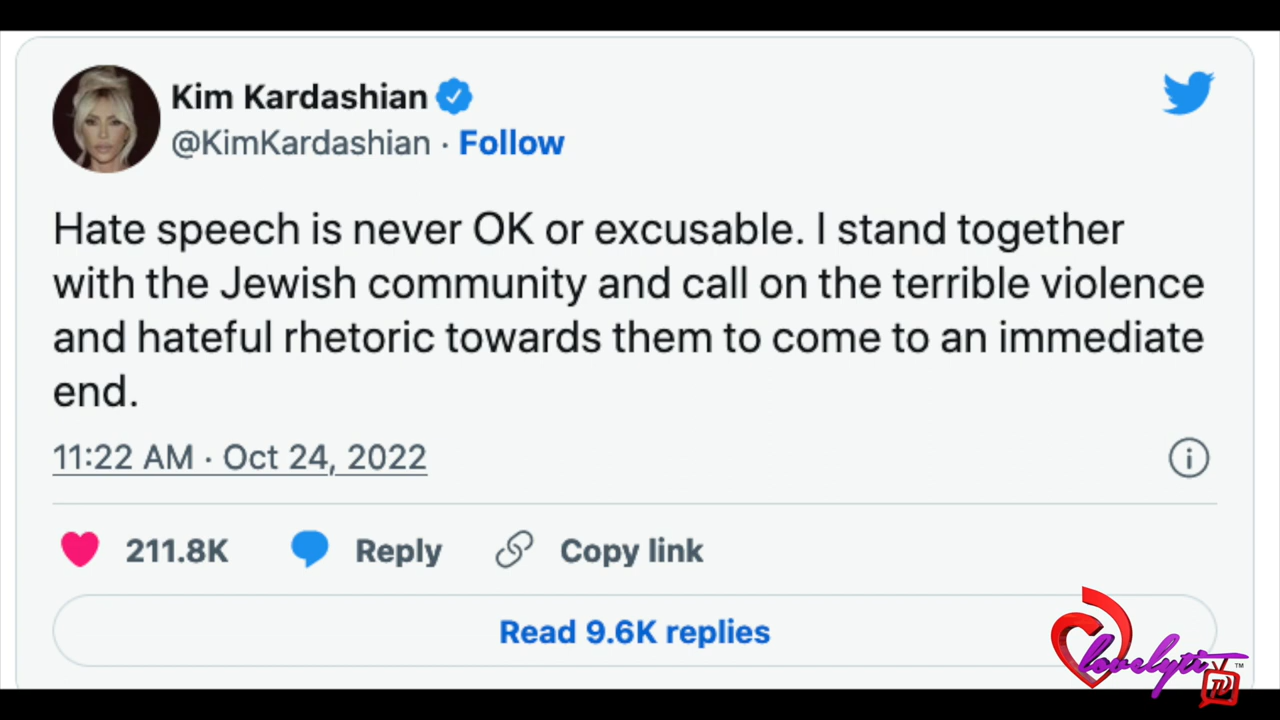 Kim Kardashian
@KimKardashian · Follow
Hate speech is never OK or excusable. I stand together
with the Jewish community and call on the terrible violence
and hateful rhetoric towards them to come to an immediate
end.
11:22 AM · Oct 24, 2022
211.8K Reply Copy link
Read 9.6K replies
lovelyti TV™